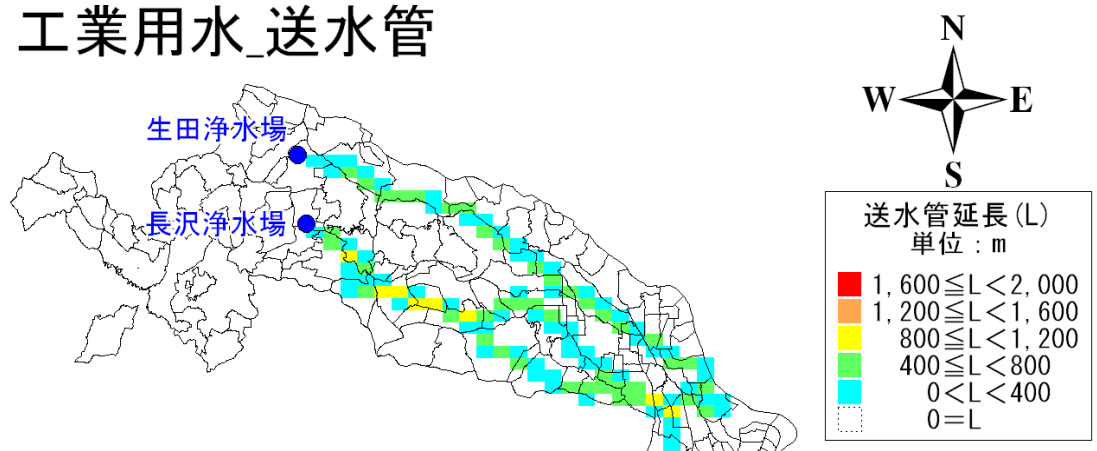 工業用水_送水管
N
W
E
S
生田浄水場
長沢浄水場
送水管延長(L)
単位:m
1,600≦L<2,000
1,200≦L<1,600
800≦L<1,200
400≦L<800
0<L<400
0=L